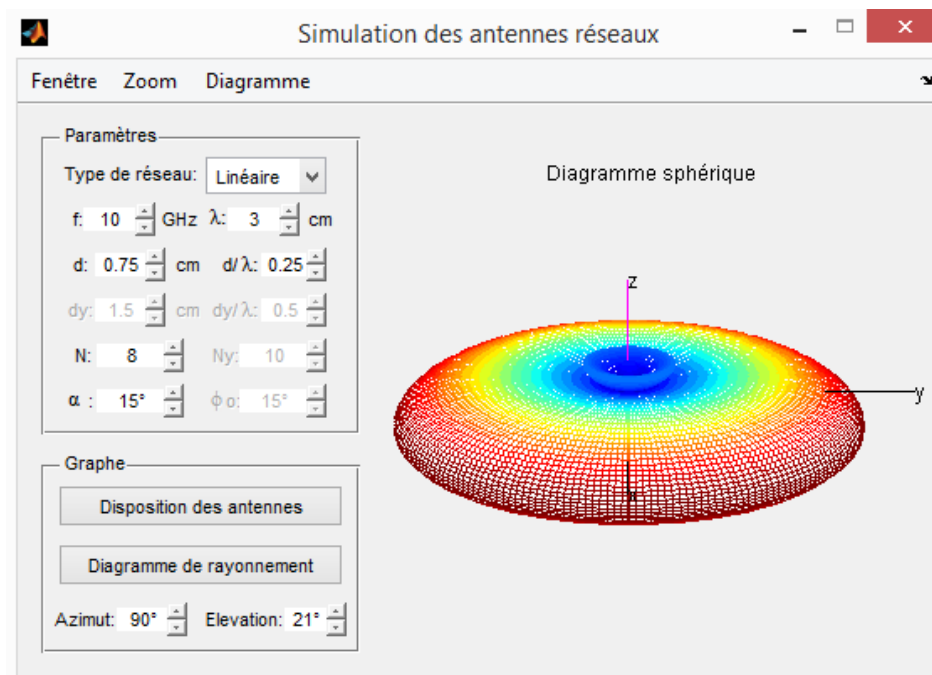 Simulation des antennes réseaux
Fenêtre Zoom Diagramme
Paramètres
Type de réseau: Linéaire
f: 10 GHz λ: 3 cm
d: 0.75 cm d/λ: 0.25
dy: 1.5 cm dy/λ: 0.5
N: 8 Ny: 10
α : 15° ϕo: 15°
Graphe
Disposition des antennes
Diagramme de rayonnement
Azimut: 90° Elevation: 21°
Diagramme sphérique
z
y
x